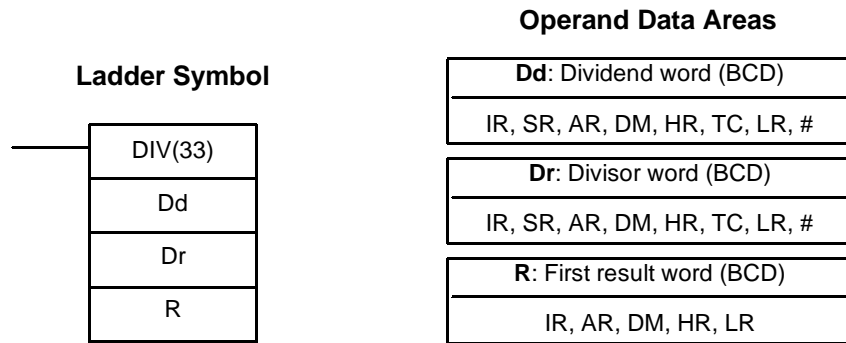 Operand Data Areas
Ladder Symbol
DIV(33)
Dd
Dr
R
Dd: Dividend word (BCD)
IR, SR, AR, DM, HR, TC, LR, #
Dr: Divisor word (BCD)
IR, SR, AR, DM, HR, TC, LR, #
R: First result word (BCD)
IR, AR, DM, HR, LR